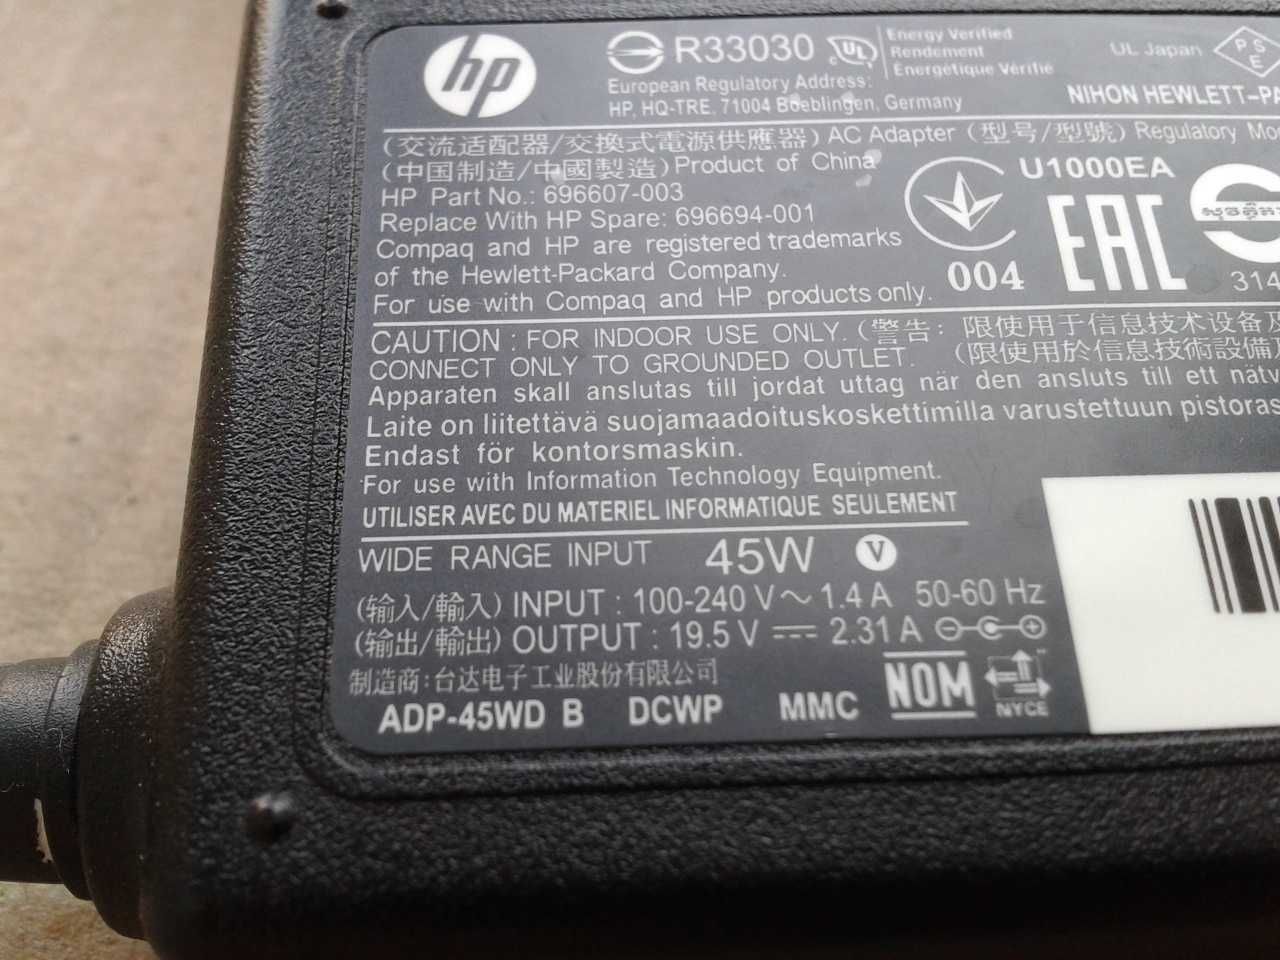 hp R33030 UL Energy Verified
Rendement UL Japan PSE
Energétique Vérifié
European Regulatory Address:
HP, HQ-TRE, 71004 Boeblingen, Germany NIHON HEWLETT-PA
(交流适配器/交換式電源供應器) AC Adapter (型号/型號) Regulatory Mo
(中国制造/中國製造) Product of China
U1000EA
HP Part No.: 696607-003
Replace With HP Spare: 696694-001
EAC
Compaq and HP are registered trademarks
of the Hewlett-Packard Company.
004
314
For use with Compaq and HP products only.
CAUTION : FOR INDOOR USE ONLY. (警告: 限使用于信息技术设备及
CONNECT ONLY TO GROUNDED OUTLET. (限使用於信息技術設備及
Apparaten skall anslutas till jordat uttag när den ansluts till ett nätv
Laite on liitettävä suojamaadoituskoskettimilla varustettuun pistoras
Endast för kontorsmaskin.
For use with Information Technology Equipment.
UTILISER AVEC DU MATERIEL INFORMATIQUE SEULEMENT
WIDE RANGE INPUT 45W V
(输入/輸入) INPUT : 100-240 V～ 1.4 A 50-60 Hz
(输出/輸出) OUTPUT : 19.5 V ⎓ 2.31 A
制造商:台达电子工业股份有限公司
ADP-45WD B DCWP MMC NOM NYCE